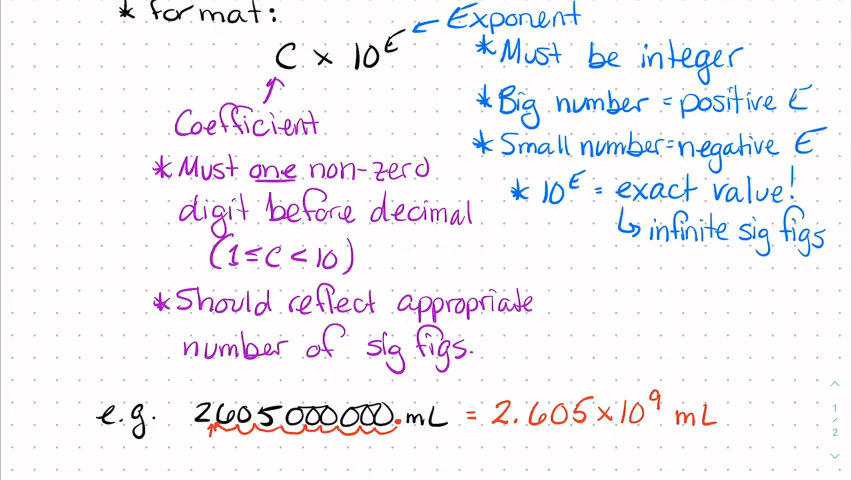 * format:
C × 10^E ← Exponent
* Must be integer
* Big number = positive E
* Small number = negative E
* 10^E = exact value!
↳ infinite sig figs
Coefficient
* Must one non-zero
digit before decimal
(1 ≤ C < 10)
* Should reflect appropriate
number of sig figs.
e.g. 2605000000. mL = 2.605 × 10^9 mL
1
/
2